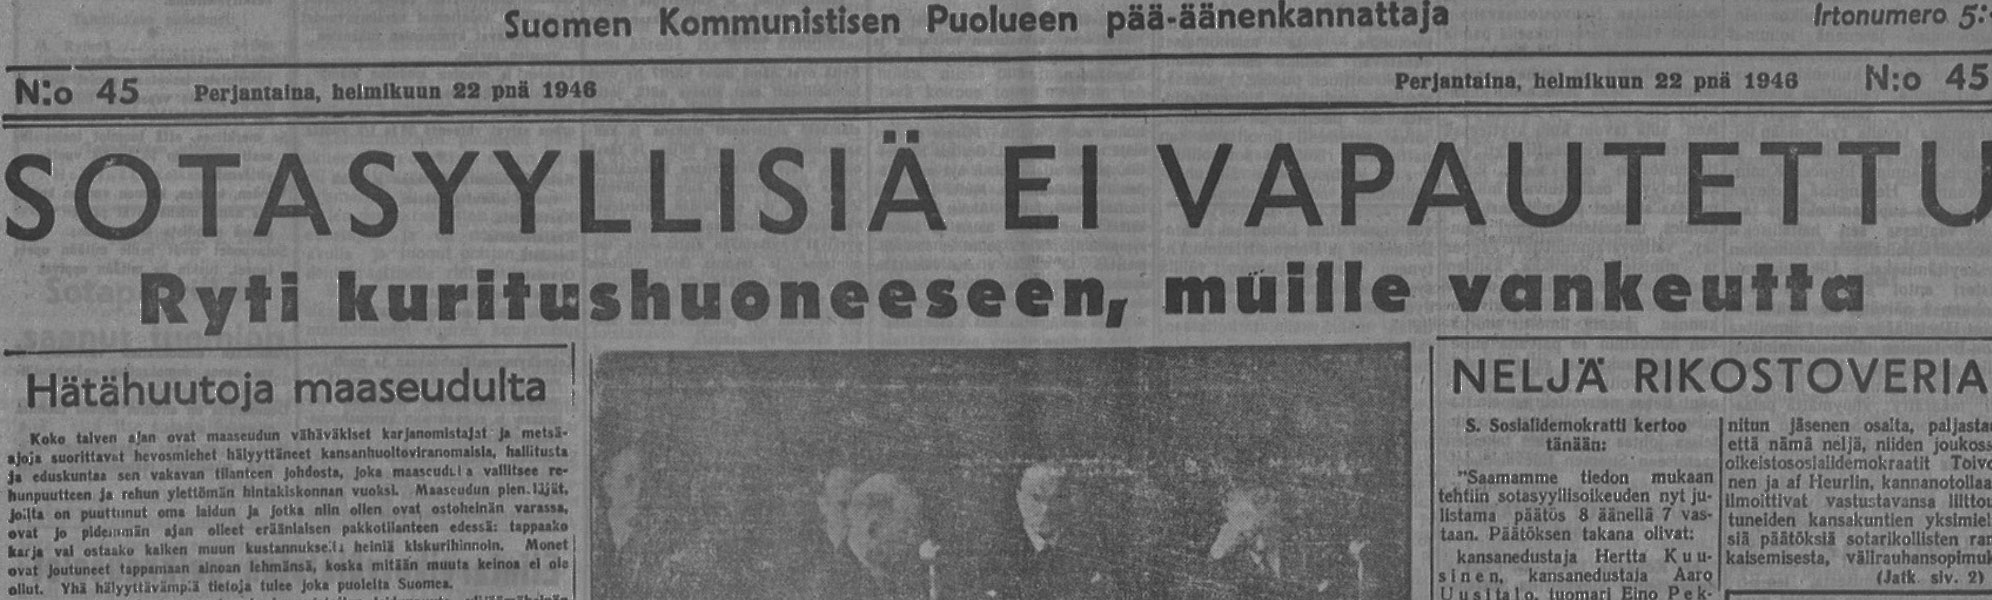 Suomen Kommunistisen Puolueen pää-äänenkannattaja
Irtonumero 5:
N:o 45 Perjantaina, helmikuun 22 pnä 1946
Perjantaina, helmikuun 22 pnä 1946 N:o 45
SOTASYYLLISIÄ EI VAPAUTETTU
Ryti kuritushuoneeseen, muille vankeutta
Hätähuutoja maaseudulta
Koko talven ajan ovat maaseudun vähäväkiset karjanomistajat ja metsä-
ajoja suorittavat hevosmiehet hälyyttäneet kansanhuoltoviranomaisia, hallitusta
ja eduskuntaa sen vakavan tilanteen johdosta, joka maaseudulla vallitsee re-
hunpuutteen ja rehun ylettömän hintakiskonnan vuoksi. Maaseudun pientiljät,
joilta on puuttunut oma laidun ja jotka niin ollen ovat ostoheinän varassa,
ovat jo pidemmän ajan olleet eräänlaisen pakkotilanteen edessä: tappaako
karja vai ostaako kaiken muun kustannuksella heiniä kiskurihinnoin. Monet
ovat joutuneet tappamaan ainoan lehmänsä, koska mitään muuta keinoa ei ole
ollut. Yhä hälyyttävämpiä tietoja tulee joka puolelta Suomea.
NELJÄ RIKOSTOVERIA
S. Sosialidemokratti kertoo
tänään:
"Saamamme tiedon mukaan
tehtiin sotasyyllisoikeuden nyt ju-
listama päätös 8 äänellä 7 vas-
taan. Päätöksen takana olivat:
kansanedustaja Hertta Kuu-
sinen, kansanedustaja Aaro
Uusitalo, tuomari Eino Pek-
nitun jäsenen osalta, paljasta
että nämä neljä, niiden joukoss
oikeistososialidemokraatit Toivo
nen ja af Heurlin, kannanotollaa
ilmoittivat vastustavansa liittou
tuneiden kansakuntien yksimiel
siä päätöksiä sotarikollisten ran
kaisemisesta, välirauhansopimuk
(Jatk. siv. 2)